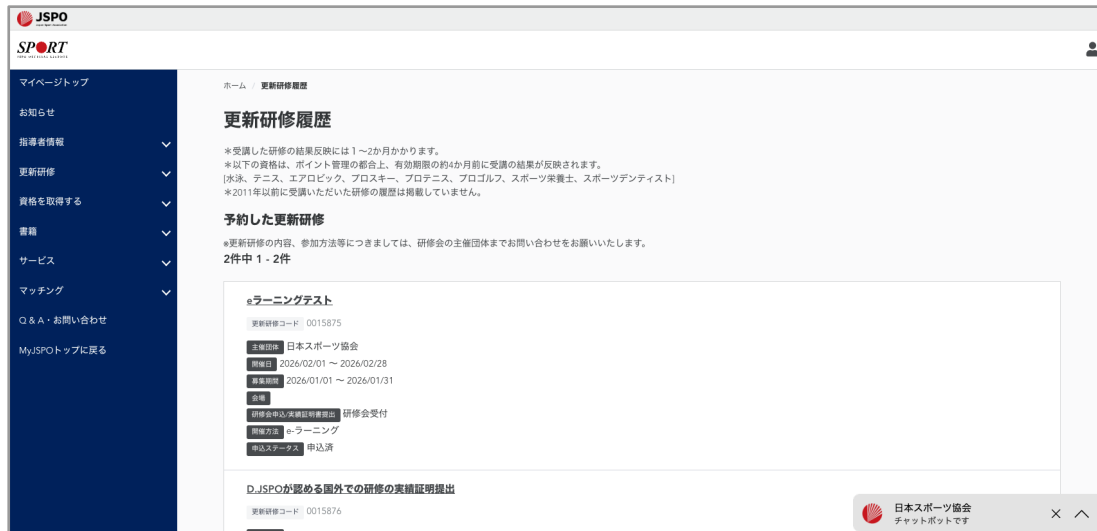 JSPO
SPORT
マイページトップ
お知らせ
指導者情報
更新研修
資格を取得する
書籍
サービス
マッチング
Q & A・お問い合わせ
MyJSPOトップに戻る
ホーム / 更新研修履歴
更新研修履歴
*受講した研修の結果反映には1～2か月かかります。
*以下の資格は、ポイント管理の都合上、有効期限の約4か月前に受講の結果が反映されます。
[水泳、テニス、エアロビック、プロスキー、プロテニス、プロゴルフ、スポーツ栄養士、スポーツデンティスト]
*2011年以前に受講いただいた研修の履歴は掲載していません。
予約した更新研修
※更新研修の内容、参加方法等につきましては、研修会の主催団体までお問い合わせをお願いいたします。
2件中 1 - 2件
eラーニングテスト
更新研修コード 0015875
主催団体 日本スポーツ協会
開催日 2026/02/01 ～ 2026/02/28
募集期間 2026/01/01 ～ 2026/01/31
会場
研修会申込/実績証明書提出 研修会受付
開催方法 e-ラーニング
申込ステータス 申込済
D.JSPOが認める国外での研修の実績証明提出
更新研修コード 0015876
日本スポーツ協会
チャットボットです